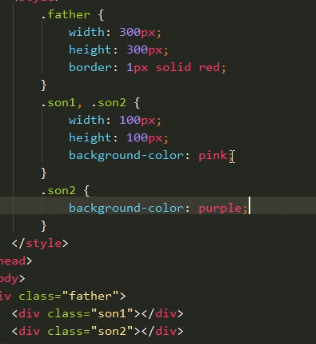 .father {
width: 300px;
height: 300px;
border: 1px solid red;
}
.son1, .son2 {
width: 100px;
height: 100px;
background-color: pink;
}
.son2 {
background-color: purple;
}
</style>
head>
ody>
iv class="father">
<div class="son1"></div>
<div class="son2"></div>